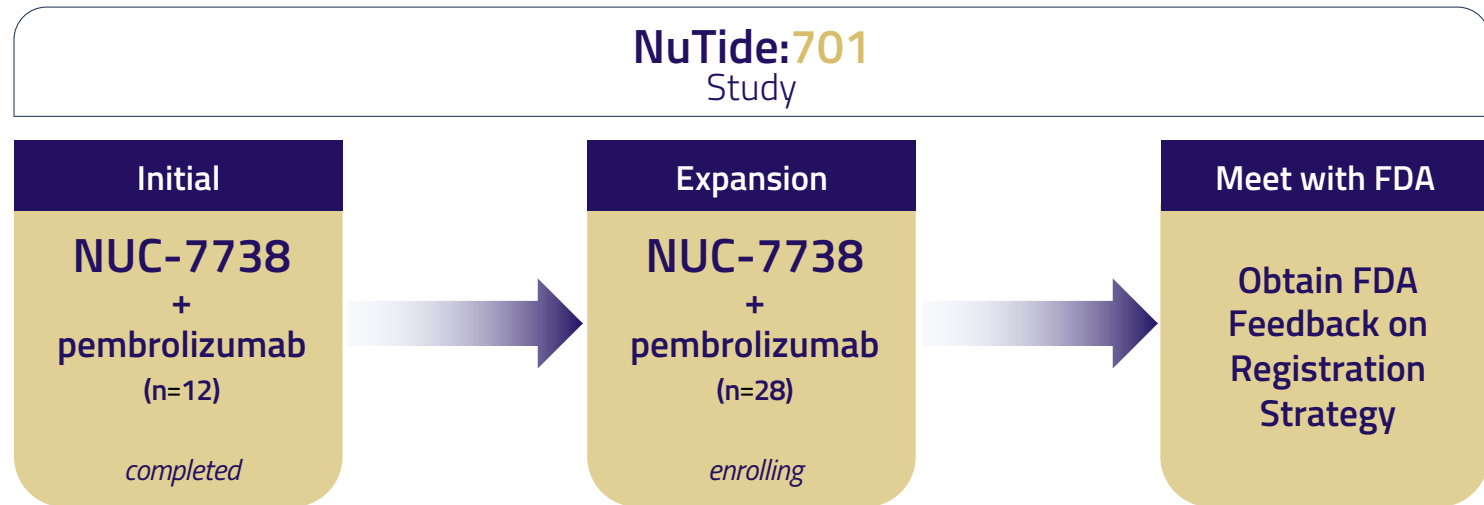 NuTide:701
Study
Initial
NUC-7738
+
pembrolizumab
(n=12)
completed
Expansion
NUC-7738
+
pembrolizumab
(n=28)
enrolling
Meet with FDA
Obtain FDA
Feedback on
Registration
Strategy